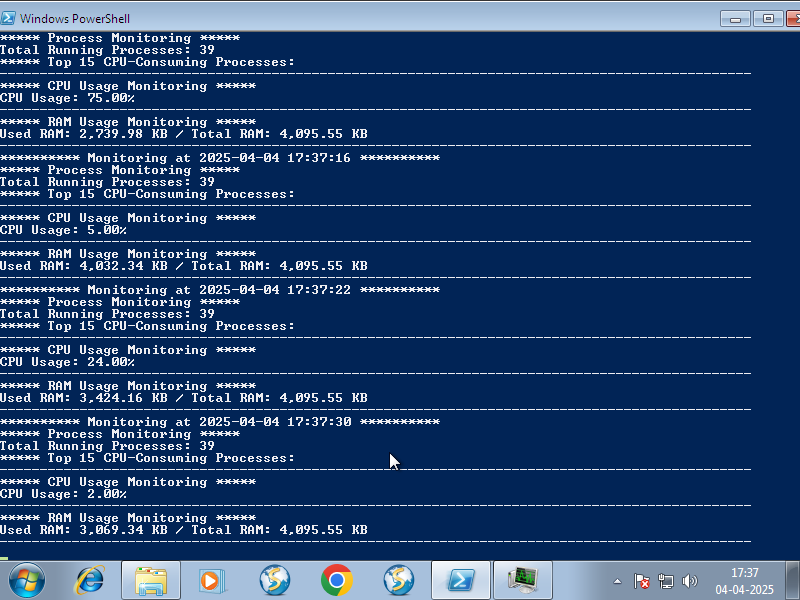 Windows PowerShell
***** Process Monitoring *****
Total Running Processes: 39
***** Top 15 CPU-Consuming Processes:
----------------------------------------------------------------------------------------------
***** CPU Usage Monitoring *****
CPU Usage: 75.00%
----------------------------------------------------------------------------------------------
***** RAM Usage Monitoring *****
Used RAM: 2,739.98 KB / Total RAM: 4,095.55 KB
----------------------------------------------------------------------------------------------
********** Monitoring at 2025-04-04 17:37:16 **********
***** Process Monitoring *****
Total Running Processes: 39
***** Top 15 CPU-Consuming Processes:
----------------------------------------------------------------------------------------------
***** CPU Usage Monitoring *****
CPU Usage: 5.00%
----------------------------------------------------------------------------------------------
***** RAM Usage Monitoring *****
Used RAM: 4,032.34 KB / Total RAM: 4,095.55 KB
----------------------------------------------------------------------------------------------
********** Monitoring at 2025-04-04 17:37:22 **********
***** Process Monitoring *****
Total Running Processes: 39
***** Top 15 CPU-Consuming Processes:
----------------------------------------------------------------------------------------------
***** CPU Usage Monitoring *****
CPU Usage: 24.00%
----------------------------------------------------------------------------------------------
***** RAM Usage Monitoring *****
Used RAM: 3,424.16 KB / Total RAM: 4,095.55 KB
----------------------------------------------------------------------------------------------
********** Monitoring at 2025-04-04 17:37:30 **********
***** Process Monitoring *****
Total Running Processes: 39
***** Top 15 CPU-Consuming Processes:
----------------------------------------------------------------------------------------------
***** CPU Usage Monitoring *****
CPU Usage: 2.00%
----------------------------------------------------------------------------------------------
***** RAM Usage Monitoring *****
Used RAM: 3,069.34 KB / Total RAM: 4,095.55 KB
----------------------------------------------------------------------------------------------
17:37
04-04-2025